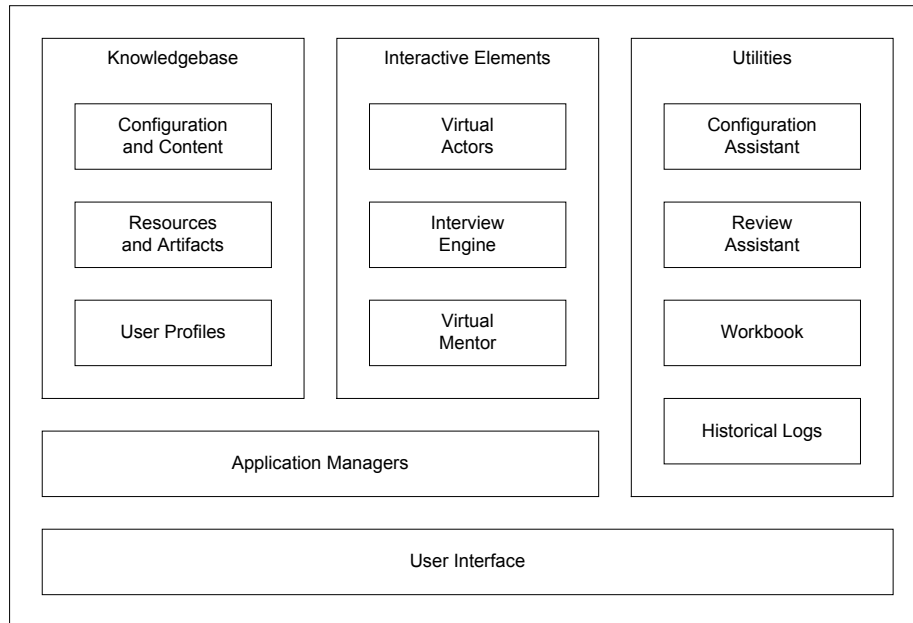 Knowledgebase
Configuration
and Content
Resources
and Artifacts
User Profiles
Interactive Elements
Virtual
Actors
Interview
Engine
Virtual
Mentor
Utilities
Configuration
Assistant
Review
Assistant
Workbook
Historical Logs
Application Managers
User Interface